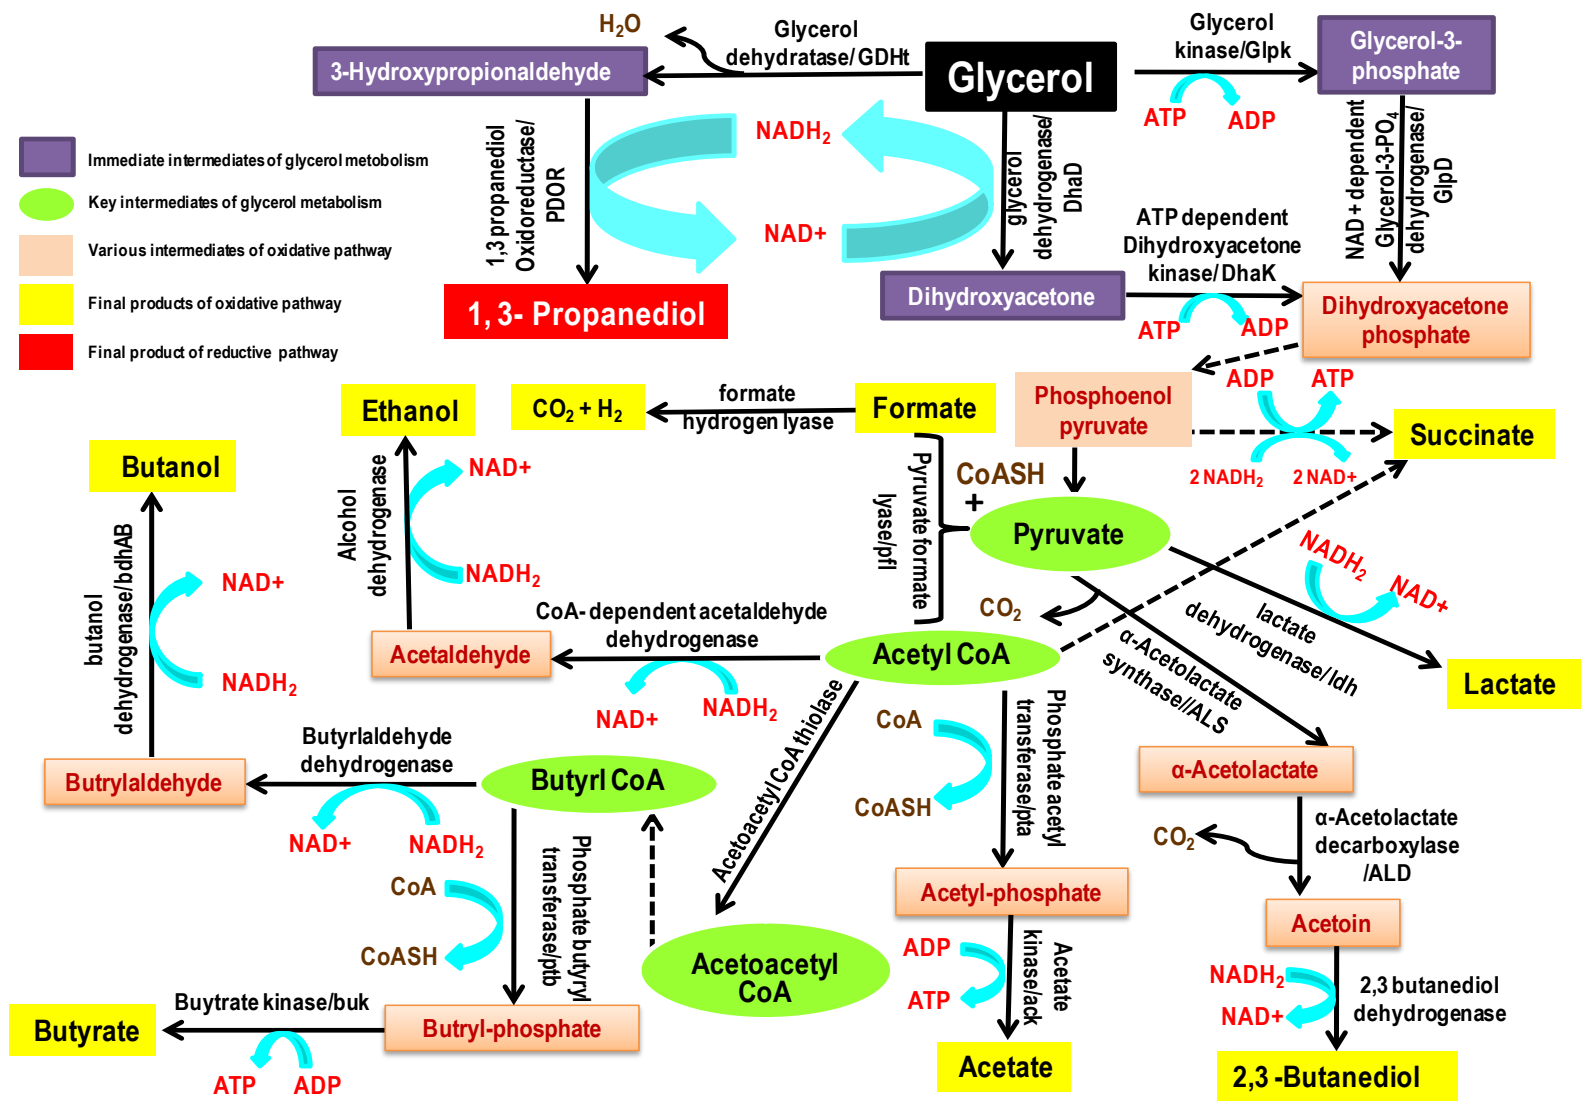 H2O
Glycerol
dehydratase/ GDHt
3-Hydroxypropionaldehyde
Glycerol
Glycerol
kinase/Glpk
ATP
ADP
Glycerol-3-
phosphate
1,3 propanediol
Oxidoreductase/
PDOR
NADH2
NAD+
glycerol
dehydrogenase/
DhaD
NAD+ dependent
Glycerol-3-PO4
dehydrogenase/
GlpD
Immediate intermediates of glycerol metobolism
Key intermediates of glycerol metabolism
Various intermediates of oxidative pathway
Final products of oxidative pathway
Final product of reductive pathway
ATP dependent
Dihydroxyacetone
kinase/ DhaK
ATP
ADP
1, 3- Propanediol
Dihydroxyacetone
Dihydroxyacetone
phosphate
Ethanol
CO2 + H2
formate
hydrogen lyase
Formate
Phosphoenol
pyruvate
ADP
ATP
2 NADH2
2 NAD+
Succinate
Butanol
NAD+
Alcohol
dehydrogenase
NADH2
Pyruvate formate
lyase/pfl
CoASH
+
Pyruvate
NADH2
NAD+
butanol
dehydrogenase/bdhAB
NAD+
NADH2
CoA- dependent acetaldehyde
dehydrogenase
CO2
lactate
dehydrogenase/ ldh
α-Acetolactate
synthase//ALS
Acetaldehyde
Acetyl CoA
Lactate
NAD+
NADH2
Butyrlaldehyde
dehydrogenase
Butrylaldehyde
Butyrl CoA
NAD+
NADH2
Acetoacetyl CoA thiolase
CoA
CoASH
Phosphate acetyl
transferase/pta
α-Acetolactate
CO2
α-Acetolactate
decarboxylase
/ALD
CoA
CoASH
Phosphate butyryl
transferase/ptb
Acetoacetyl
CoA
Acetyl-phosphate
Acetoin
ADP
ATP
Acetate
kinase/ack
NADH2
NAD+
2,3 butanediol
dehydrogenase
Butyrate
Buytrate kinase/buk
Butryl-phosphate
ATP
ADP
Acetate
2,3 -Butanediol